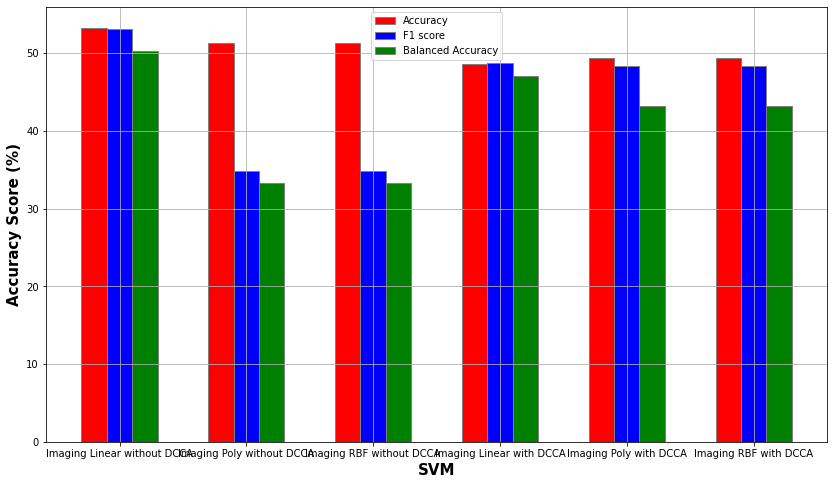 Accuracy
F1 score
Balanced Accuracy
Accuracy Score (%)
50
40
30
20
10
0
Imaging Linear without DCCA
Imaging Poly without DCCA
Imaging RBF without DCCA
Imaging Linear with DCCA
Imaging Poly with DCCA
Imaging RBF with DCCA
SVM